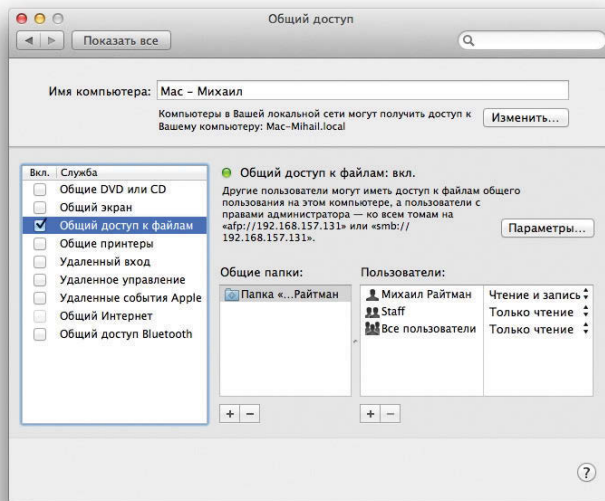 Общий доступ
Показать все
Имя компьютера: Mac – Михаил
Компьютеры в Вашей локальной сети могут получить доступ к
Вашему компьютеру: Mac-Mihail.local
Изменить...
Вкл. Служба
Общие DVD или CD
Общий экран
Общий доступ к файлам
Общие принтеры
Удаленный вход
Удаленное управление
Удаленные события Apple
Общий Интернет
Общий доступ Bluetooth
Общий доступ к файлам: вкл.
Другие пользователи могут иметь доступ к файлам общего
пользования на этом компьютере, а пользователи с
правами администратора — ко всем томам на
«afp://192.168.157.131» или «smb://
192.168.157.131».
Параметры...
Общие папки:
Папка «...Райтман
Пользователи:
Михаил Райтман Чтение и запись
Staff Только чтение
Все пользователи Только чтение
+ −
+ −
?